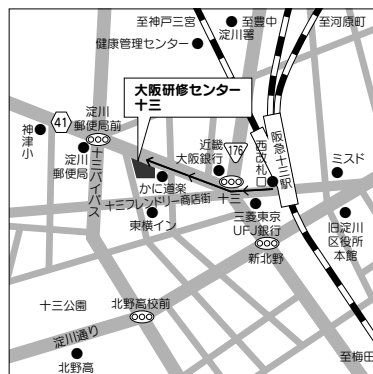 至神戸三宮
至豊中
至河原町
淀川署
健康管理センター
大阪研修センター
十三
41
淀川
郵便局前
176
神津小
近畿
大阪銀行
西改札口
阪急十三駅
ミスド
淀川
郵便局
十三バイパス
かに道楽
十三
十三フレンドリー商店街
東横イン
三菱東京
UFJ銀行
旧淀川
区役所
本館
新北野
十三公園
北野高校前
淀川通り
北野高
至梅田